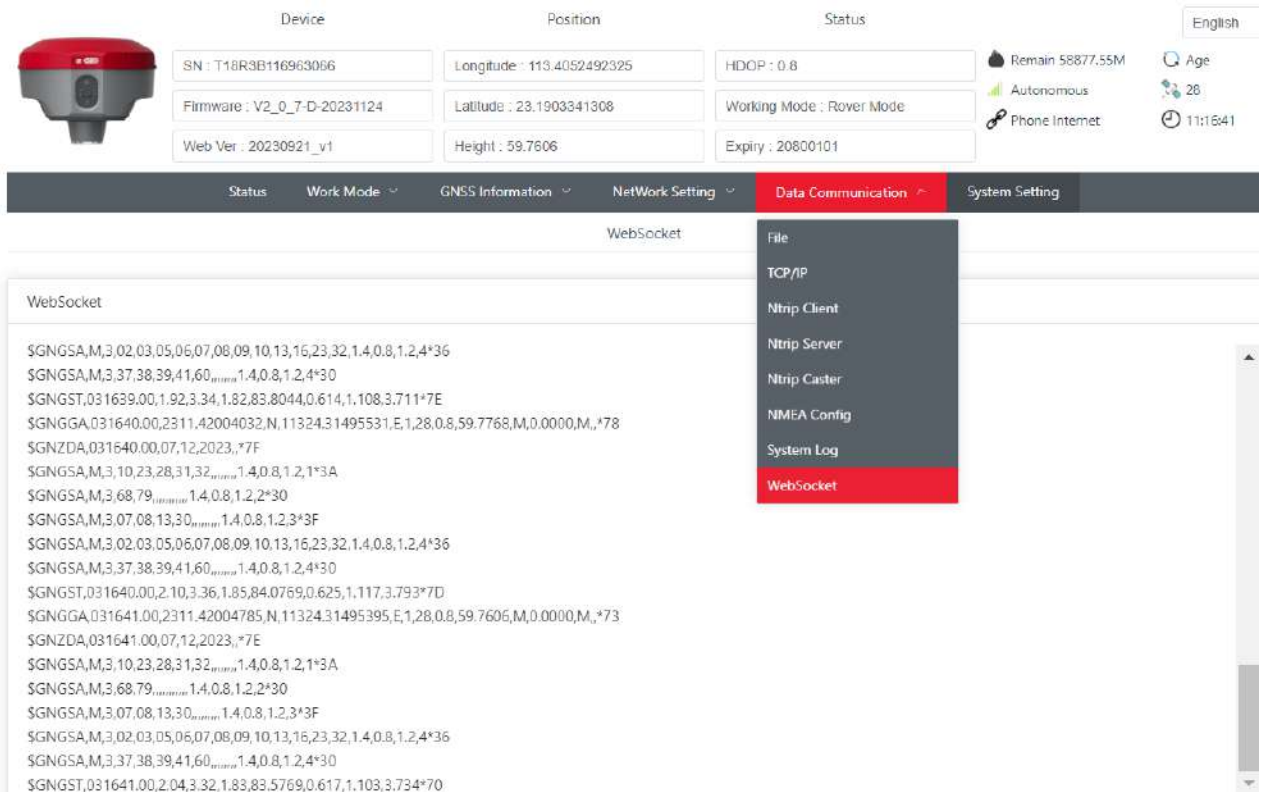 Device Position Status
English
SN : T18R3B116963066 Longitude : 113.4052492325 HDOP : 0.8 Remain 58877.55M Age
Firmware : V2_0_7-D-20231124 Latitude : 23.1903341308 Working Mode : Rover Mode Autonomous 28
Web Ver : 20230921_v1 Height : 59.7606 Expiry : 20800101 Phone Internet 11:16:41
Status Work Mode GNSS Information NetWork Setting Data Communication System Setting
WebSocket
File
TCP/IP
Ntrip Client
Ntrip Server
Ntrip Caster
NMEA Config
System Log
WebSocket
WebSocket
$GNGSA,M,3,02,03,05,06,07,08,09,10,13,16,23,32,1.4,0.8,1.2,4*36
$GNGSA,M,3,37,38,39,41,60,,,,,,,,1.4,0.8,1.2,4*30
$GNGST,031639.00,1.92,3.34,1.82,83.8044,0.614,1.108,3.711*7E
$GNGGA,031640.00,2311.42004032,N,11324.31495531,E,1,28,0.8,59.7768,M,0.0000,M,,*78
$GNZDA,031640.00,07,12,2023,,*7F
$GNGSA,M,3,10,23,28,31,32,,,,,,,,1.4,0.8,1.2,1*3A
$GNGSA,M,3,68,79,,,,,,,,,,,1.4,0.8,1.2,2*30
$GNGSA,M,3,07,08,13,30,,,,,,,,,1.4,0.8,1.2,3*3F
$GNGSA,M,3,02,03,05,06,07,08,09,10,13,16,23,32,1.4,0.8,1.2,4*36
$GNGSA,M,3,37,38,39,41,60,,,,,,,,1.4,0.8,1.2,4*30
$GNGST,031640.00,2.10,3.36,1.85,84.0769,0.625,1.117,3.793*7D
$GNGGA,031641.00,2311.42004785,N,11324.31495395,E,1,28,0.8,59.7606,M,0.0000,M,,*73
$GNZDA,031641.00,07,12,2023,,*7E
$GNGSA,M,3,10,23,28,31,32,,,,,,,,1.4,0.8,1.2,1*3A
$GNGSA,M,3,68,79,,,,,,,,,,,1.4,0.8,1.2,2*30
$GNGSA,M,3,07,08,13,30,,,,,,,,,1.4,0.8,1.2,3*3F
$GNGSA,M,3,02,03,05,06,07,08,09,10,13,16,23,32,1.4,0.8,1.2,4*36
$GNGSA,M,3,37,38,39,41,60,,,,,,,,1.4,0.8,1.2,4*30
$GNGST,031641.00,2.04,3.32,1.83,83.5769,0.617,1.103,3.734*70